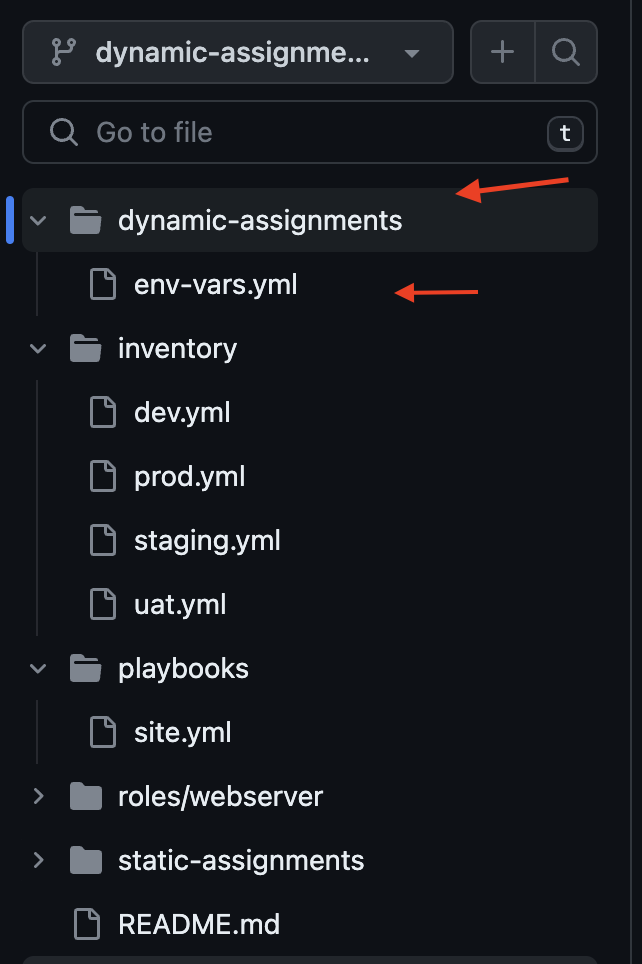 dynamic-assignme...
Go to file
t
dynamic-assignments
env-vars.yml
inventory
dev.yml
prod.yml
staging.yml
uat.yml
playbooks
site.yml
roles/webserver
static-assignments
README.md